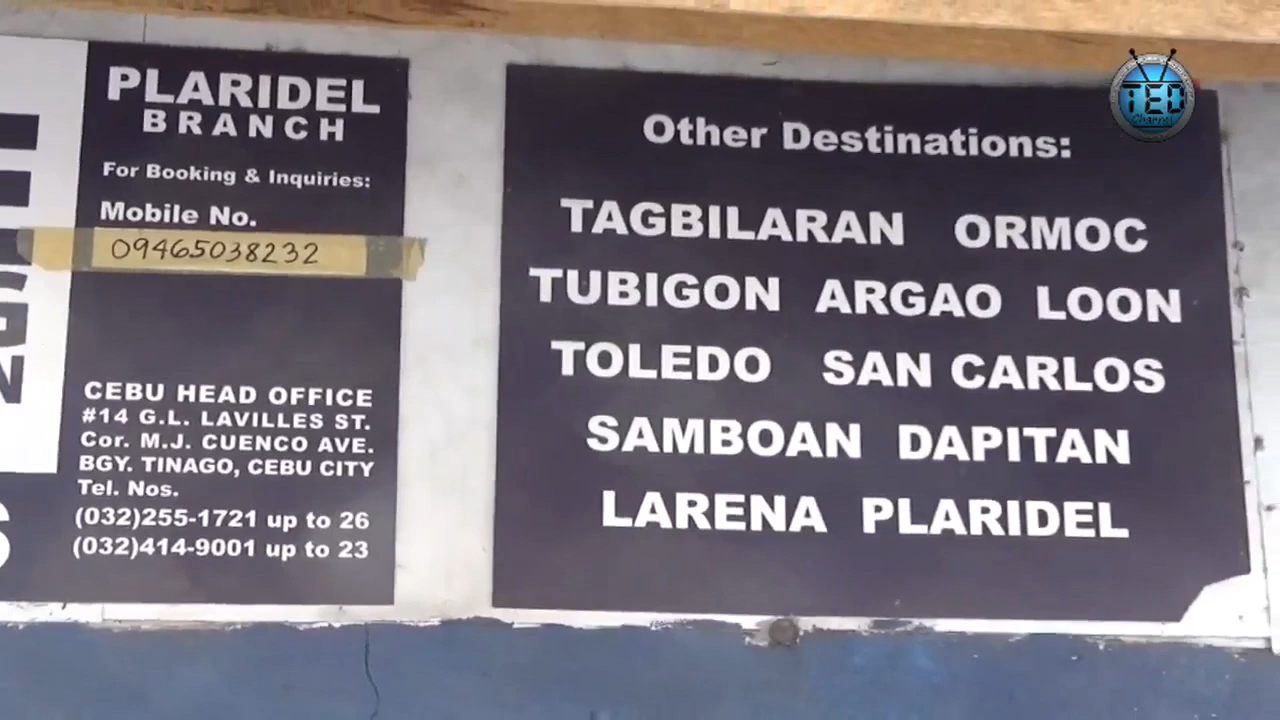 PLARIDEL
BRANCH
For Booking & Inquiries:
Mobile No.
09465038232
CEBU HEAD OFFICE
#14 G.L. LAVILLES ST.
Cor. M.J. CUENCO AVE.
BGY. TINAGO, CEBU CITY
Tel. Nos.
(032)255-1721 up to 26
(032)414-9001 up to 23
Other Destinations:
TAGBILARAN ORMOC
TUBIGON ARGAO LOON
TOLEDO SAN CARLOS
SAMBOAN DAPITAN
LARENA PLARIDEL
TEO
Channel